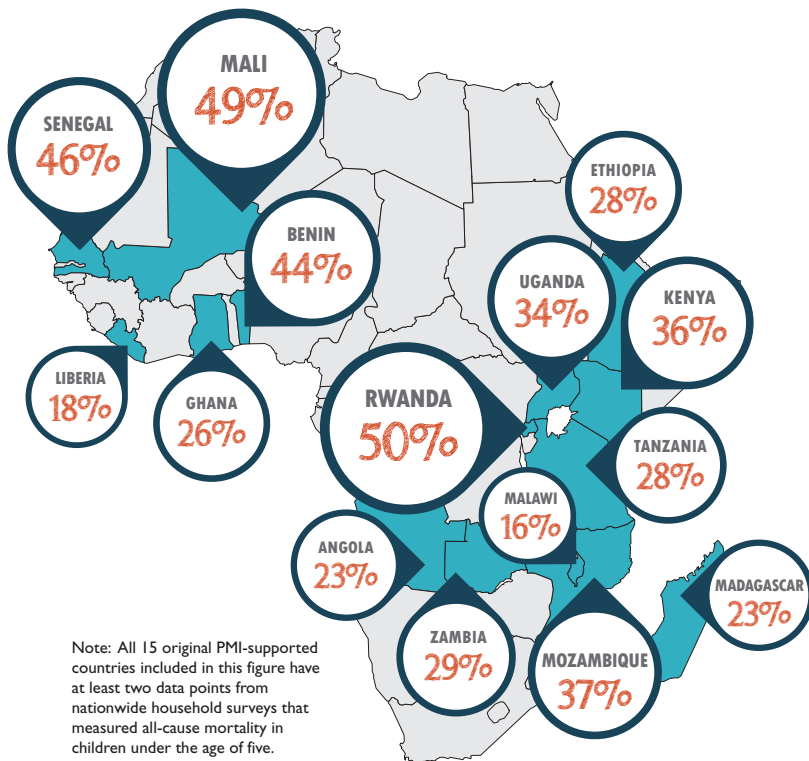 MALI
49%
SENEGAL
46%
ETHIOPIA
28%
BENIN
44%
UGANDA
34%
KENYA
36%
LIBERIA
18%
GHANA
26%
RWANDA
50%
TANZANIA
28%
MALAWI
16%
ANGOLA
23%
MADAGASCAR
23%
ZAMBIA
29%
MOZAMBIQUE
37%
Note: All 15 original PMI-supported
countries included in this figure have
at least two data points from
nationwide household surveys that
measured all-cause mortality in
children under the age of five.